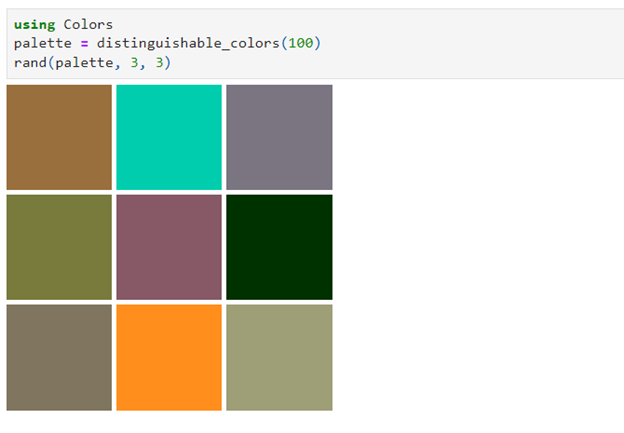 using Colors
palette = distinguishable_colors(100)
rand(palette, 3, 3)